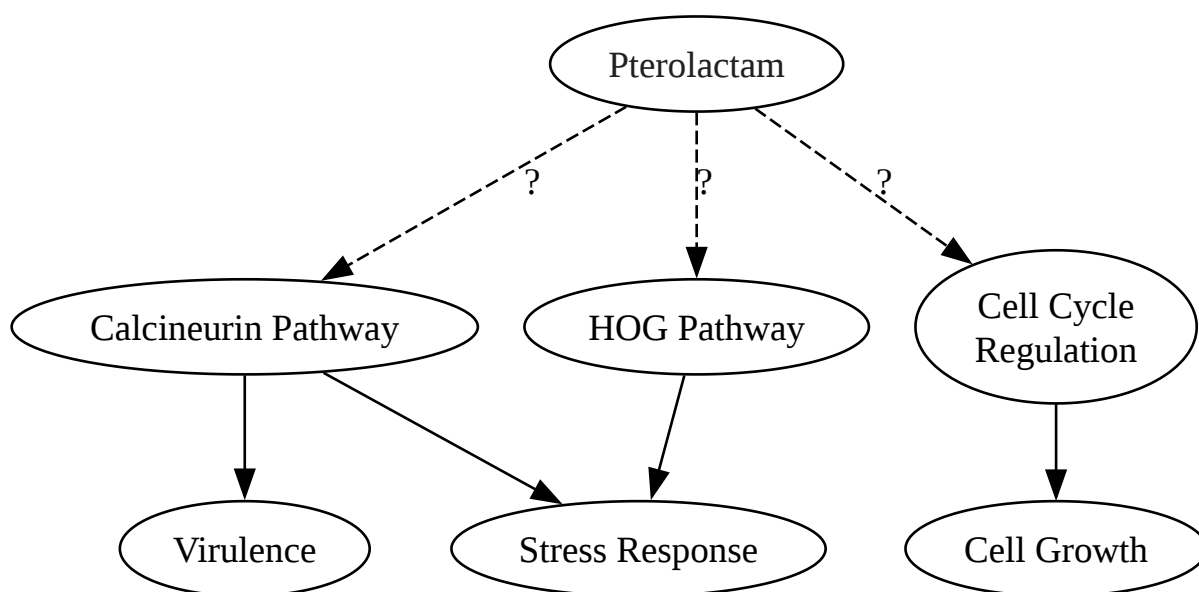 Pterolactam
?
?
?
Calcineurin Pathway
HOG Pathway
Cell Cycle
Regulation
Virulence
Stress Response
Cell Growth